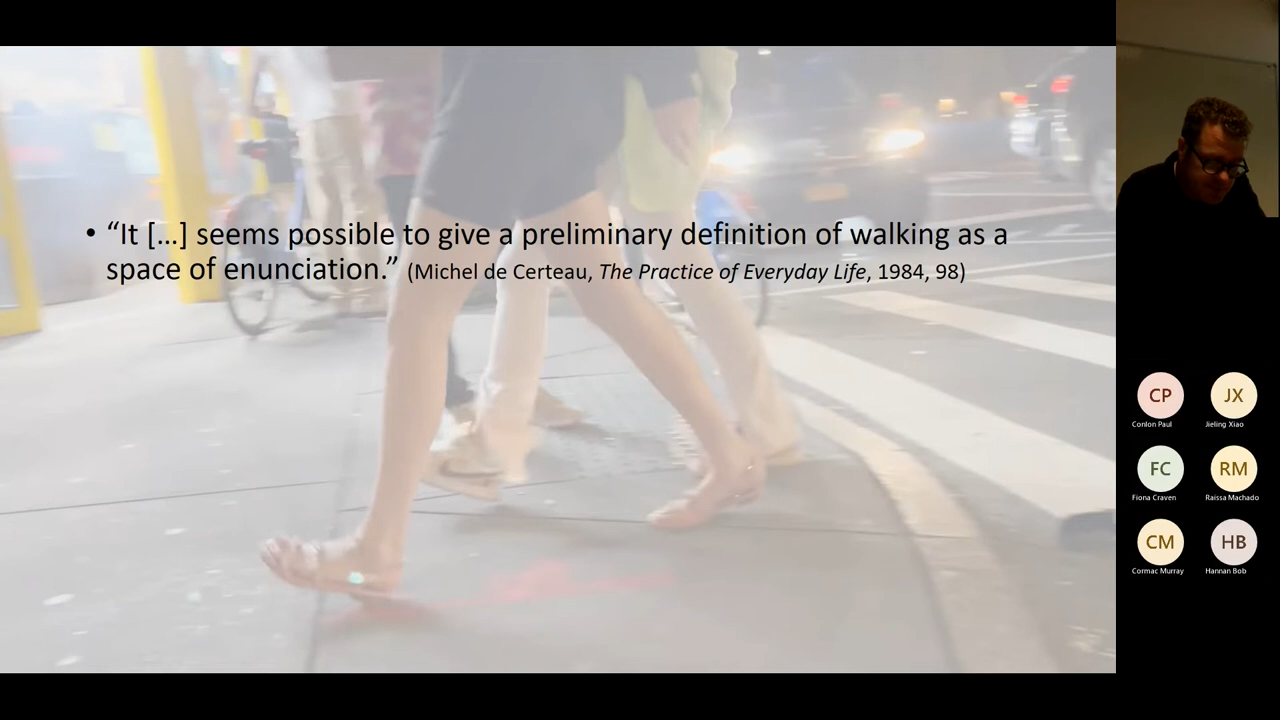 • “It [...] seems possible to give a preliminary definition of walking as a
space of enunciation.” (Michel de Certeau, The Practice of Everyday Life, 1984, 98)
CP
JX
Conlon Paul
Jieling Xiao
FC
RM
Fiona Craven
Raissa Machado
CM
HB
Cormac Murray
Hannan Bob